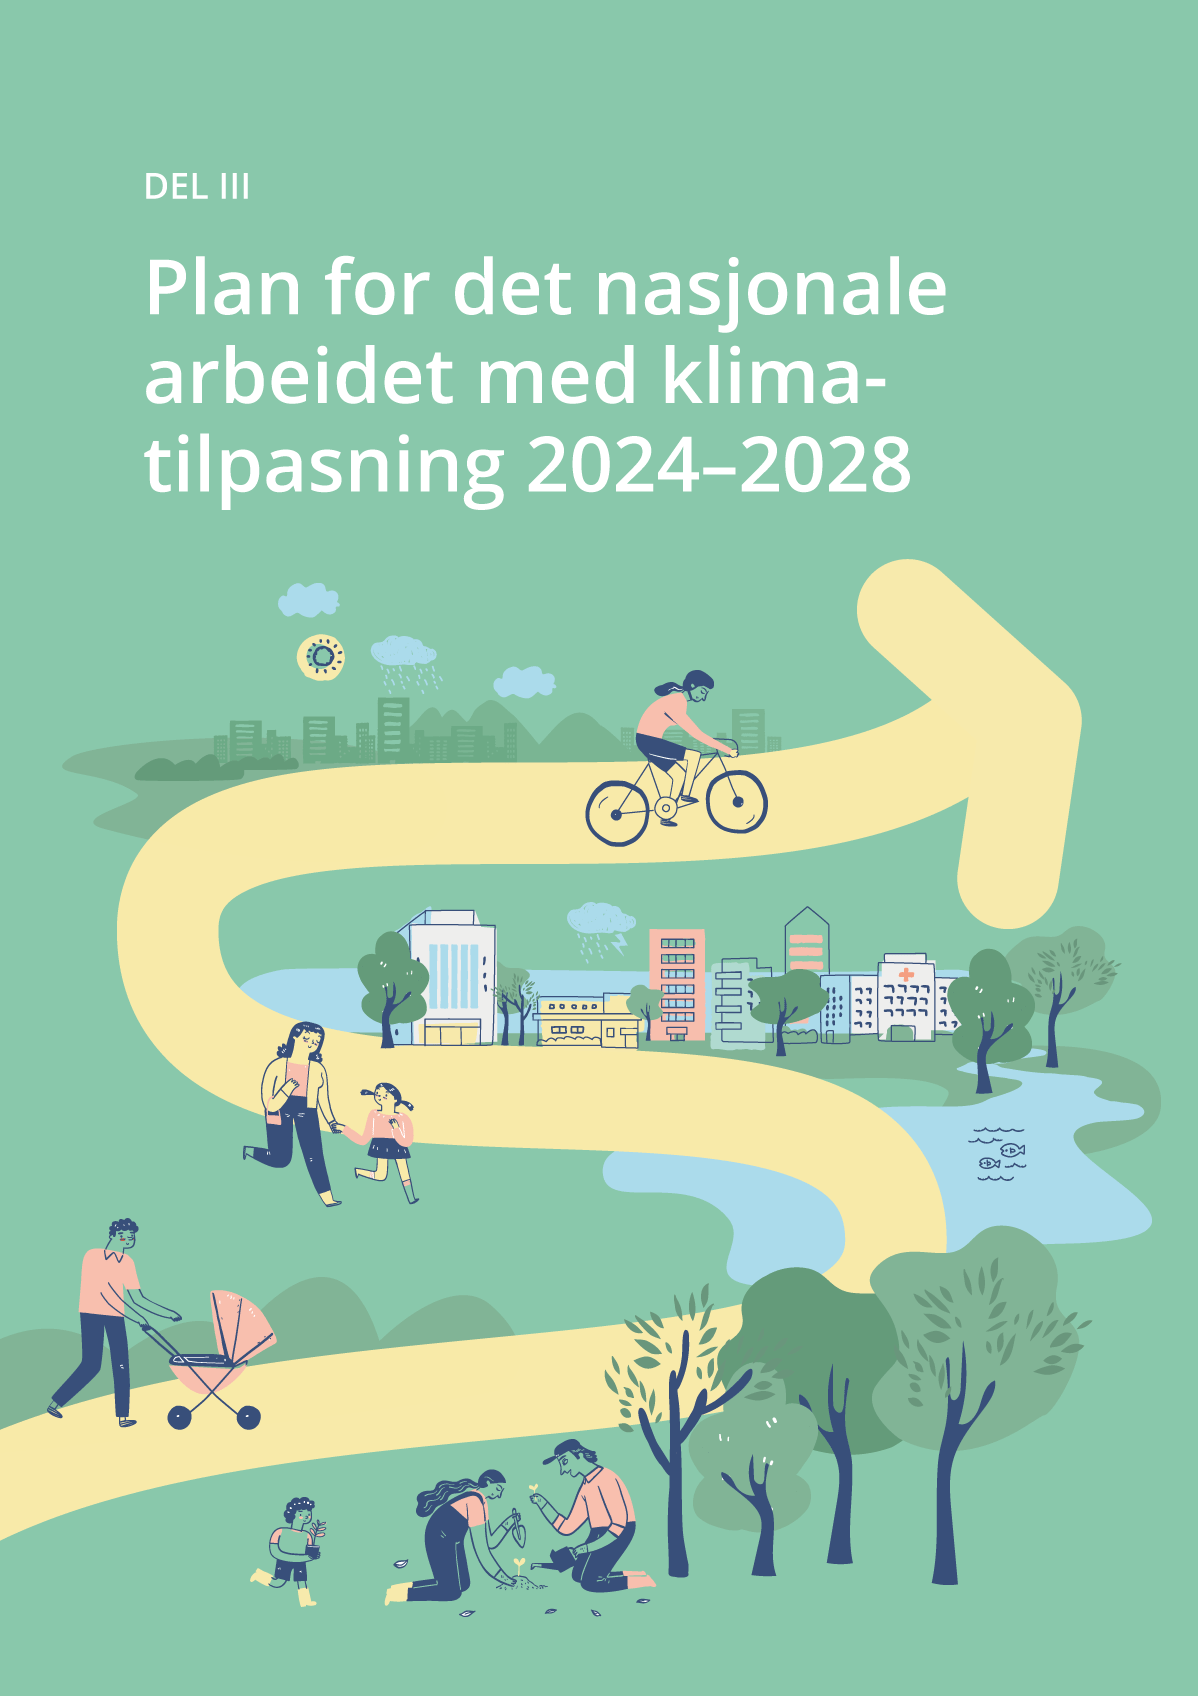 DEL III
Plan for det nasjonale
arbeidet med klima-
tilpasning 2024–2028